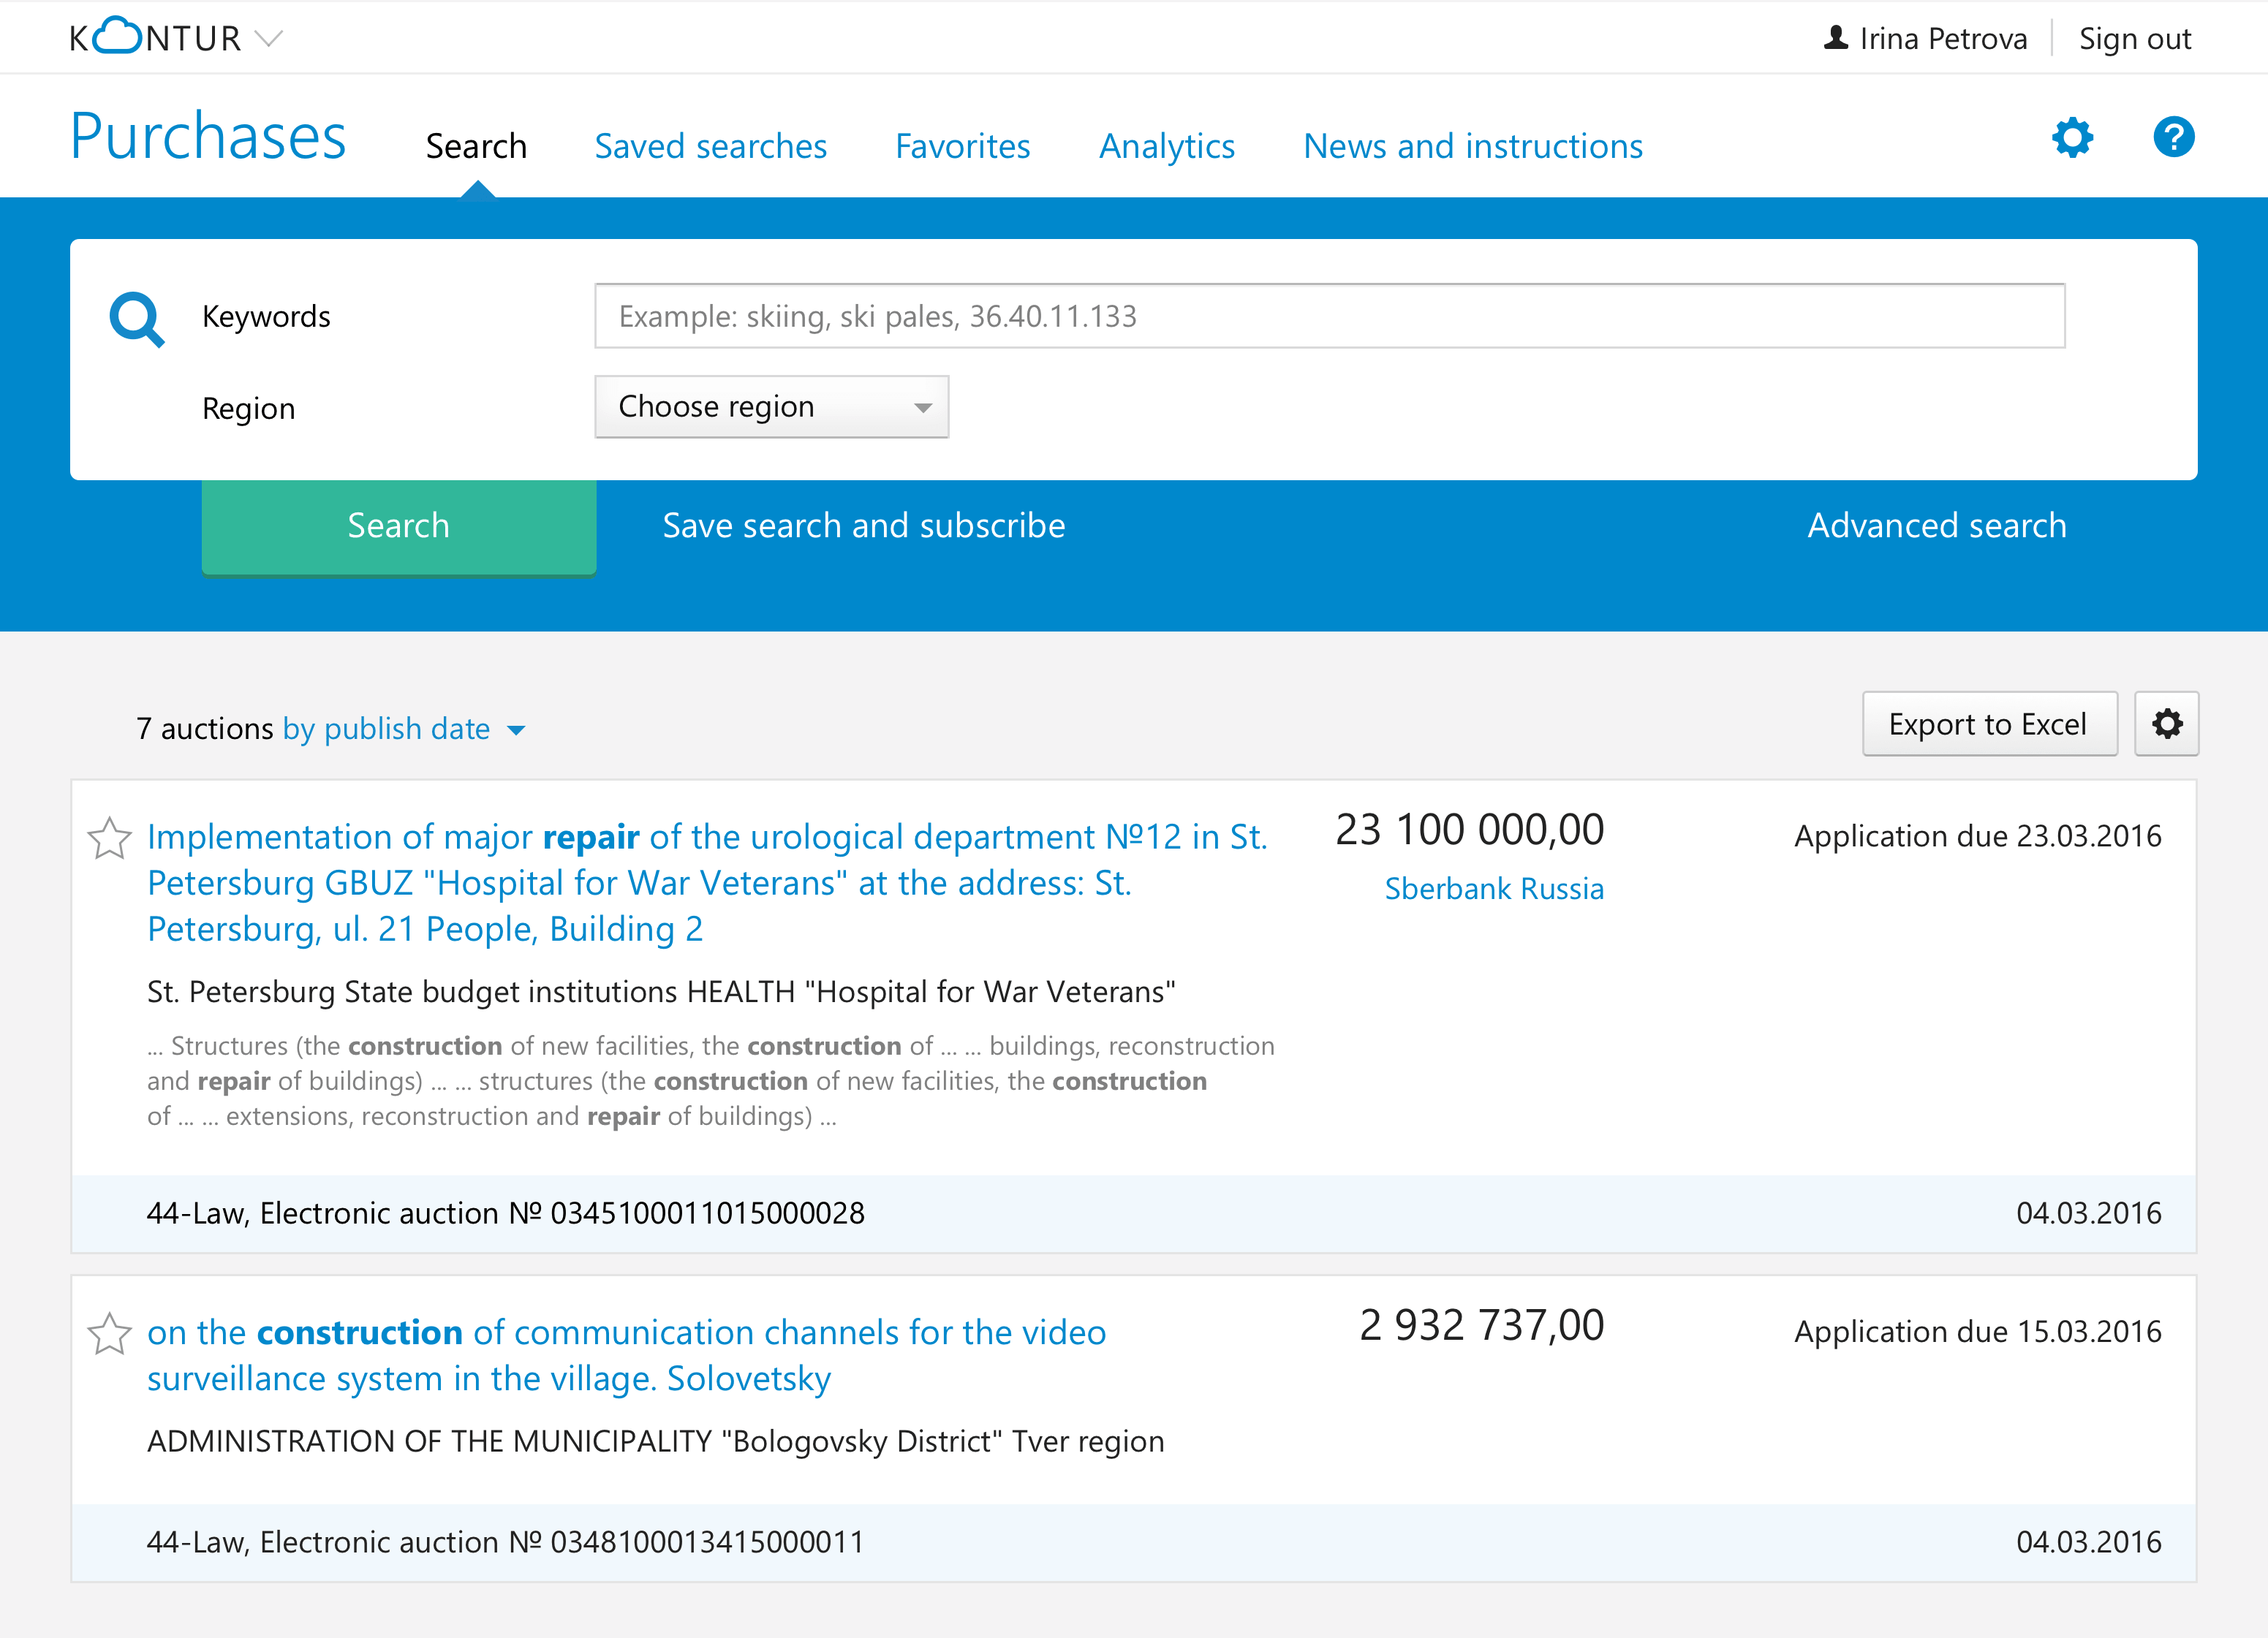 KONTUR
Irina Petrova
Sign out
Purchases
Search
Saved searches
Favorites
Analytics
News and instructions
?
Keywords
Example: skiing, ski pales, 36.40.11.133
Region
Choose region
Search
Save search and subscribe
Advanced search
7 auctions by publish date
Export to Excel
Implementation of major repair of the urological department №12 in St.
Petersburg GBUZ "Hospital for War Veterans" at the address: St.
Petersburg, ul. 21 People, Building 2
23 100 000,00
Sberbank Russia
Application due 23.03.2016
St. Petersburg State budget institutions HEALTH "Hospital for War Veterans"
... Structures (the construction of new facilities, the construction of ... ... buildings, reconstruction
and repair of buildings) ... ... structures (the construction of new facilities, the construction
of ... ... extensions, reconstruction and repair of buildings) ...
44-Law, Electronic auction № 0345100011015000028
04.03.2016
on the construction of communication channels for the video
surveillance system in the village. Solovetsky
2 932 737,00
Application due 15.03.2016
ADMINISTRATION OF THE MUNICIPALITY "Bologovsky District" Tver region
44-Law, Electronic auction № 0348100013415000011
04.03.2016